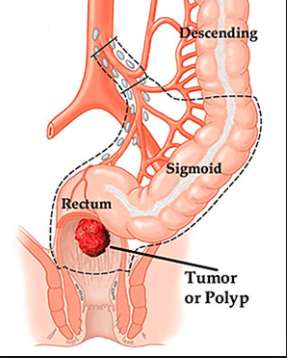 Descending
Sigmoid
Rectum
Tumor
or Polyp